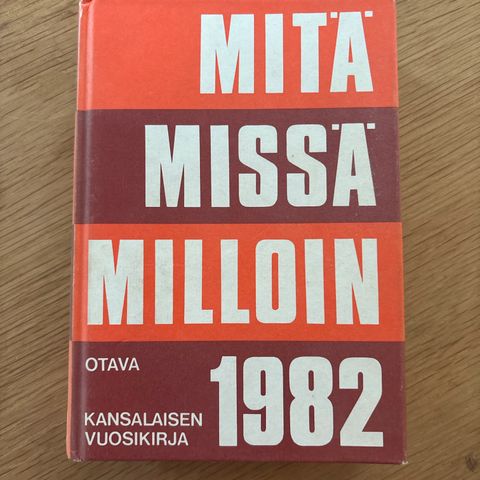 MITÄ
MISSÄ
MILLOIN
OTAVA
1982
KANSALAISEN
VUOSIKIRJA